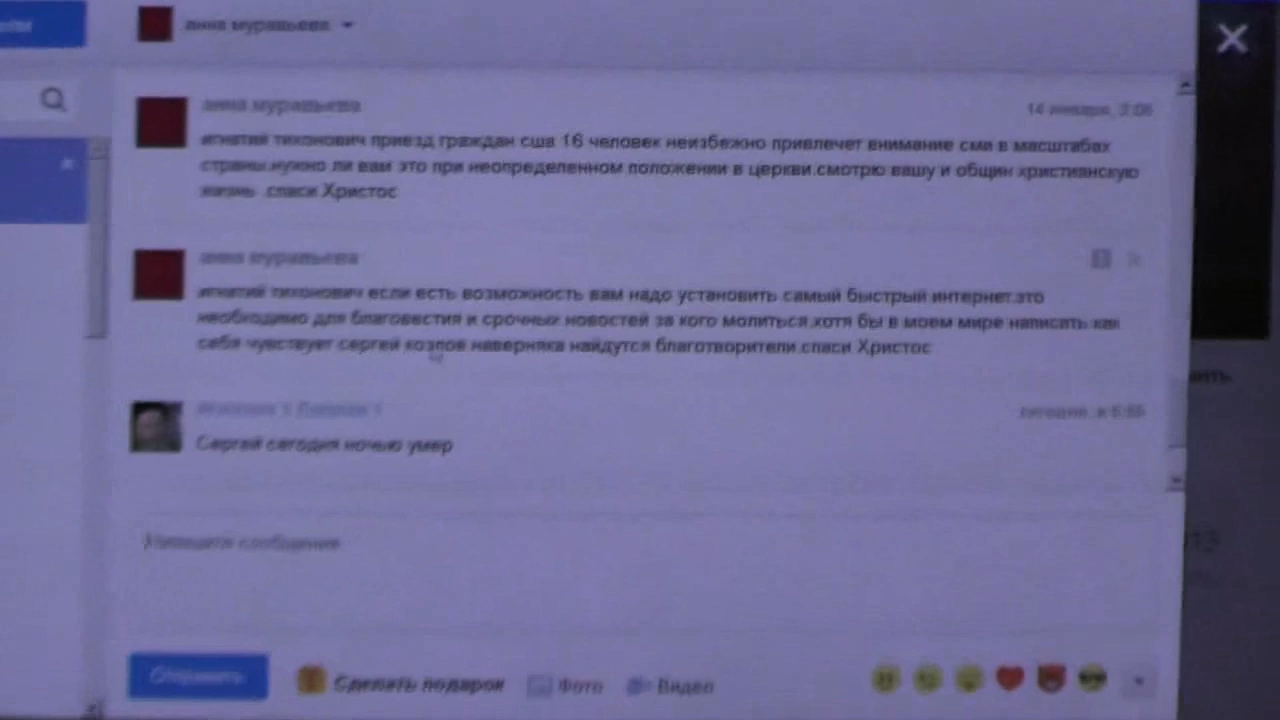 анна муравьева
анна муравьева
14 января, 3:06
игнатий тихонович приезд граждан сша 16 человек неизбежно привлечет внимание сми в масштабах
страны.нужно ли вам это при неопределенном положении в церкви.смотрю вашу и общин христианскую
жизнь .спаси Христос
анна муравьева
игнатий тихонович если есть возможность вам надо установить самый быстрый интернет.это
необходимо для благовестия и срочных новостей за кого молиться.хотя бы в моем мире написать как
себя чувствует сергей козлов наверняка найдутся благотворители.спаси Христос
сегодня, в 6:55
Сергей сегодня ночью умер
Напишите сообщение
Отправить
Сделать подарок
Фото
Видео